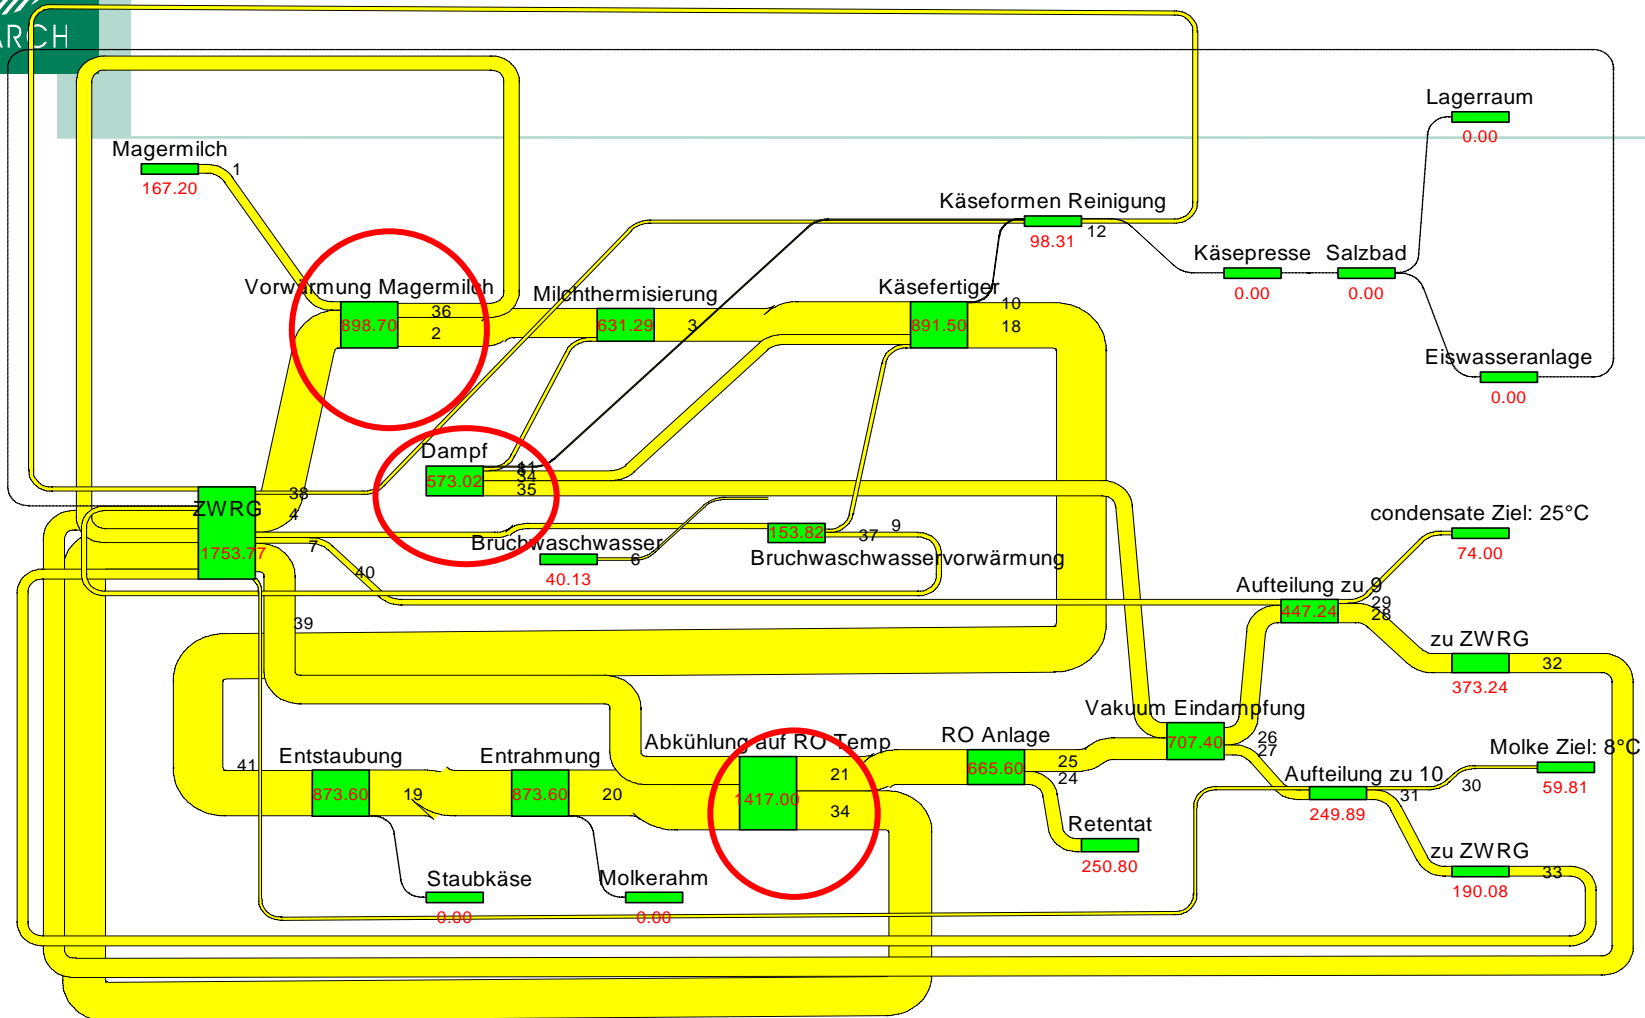 ARCH
Lagerraum
0.00
Magermilch
1
167.20
Käseformen Reinigung
98.31
12
Käsepresse
0.00
Salzbad
0.00
Vorwärmung Magermilch
898.70
36
2
Milchthermisierung
631.29
3
Käsefertiger
891.50
10
18
Eiswasseranlage
0.00
Dampf
573.02
11
34
35
ZWRG
1753.77
38
4
7
40
39
Bruchwaschwasser
40.13
6
153.82
37
9
Bruchwaschwasservorwärmung
condensate Ziel: 25°C
74.00
Aufteilung zu 9
447.24
29
28
zu ZWRG
373.24
32
Vakuum Eindampfung
707.40
26
27
41
Entstaubung
873.60
19
Entrahmung
873.60
20
Abkühlung auf RO Temp
1417.00
21
34
RO Anlage
665.60
25
24
Molke Ziel: 8°C
59.81
30
Aufteilung zu 10
249.89
31
Retentat
250.80
zu ZWRG
190.08
33
Staubkäse
0.00
Molkerahm
0.00